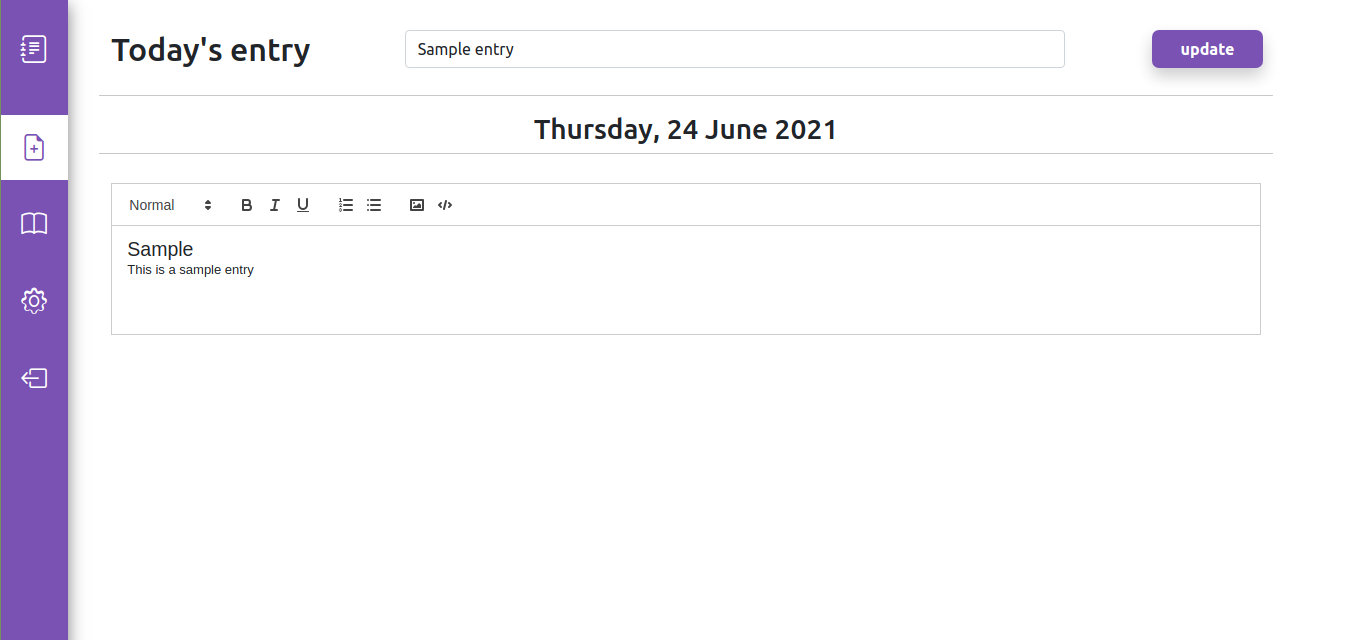 Today's entry
Sample entry
update
Thursday, 24 June 2021
Normal
Sample
This is a sample entry